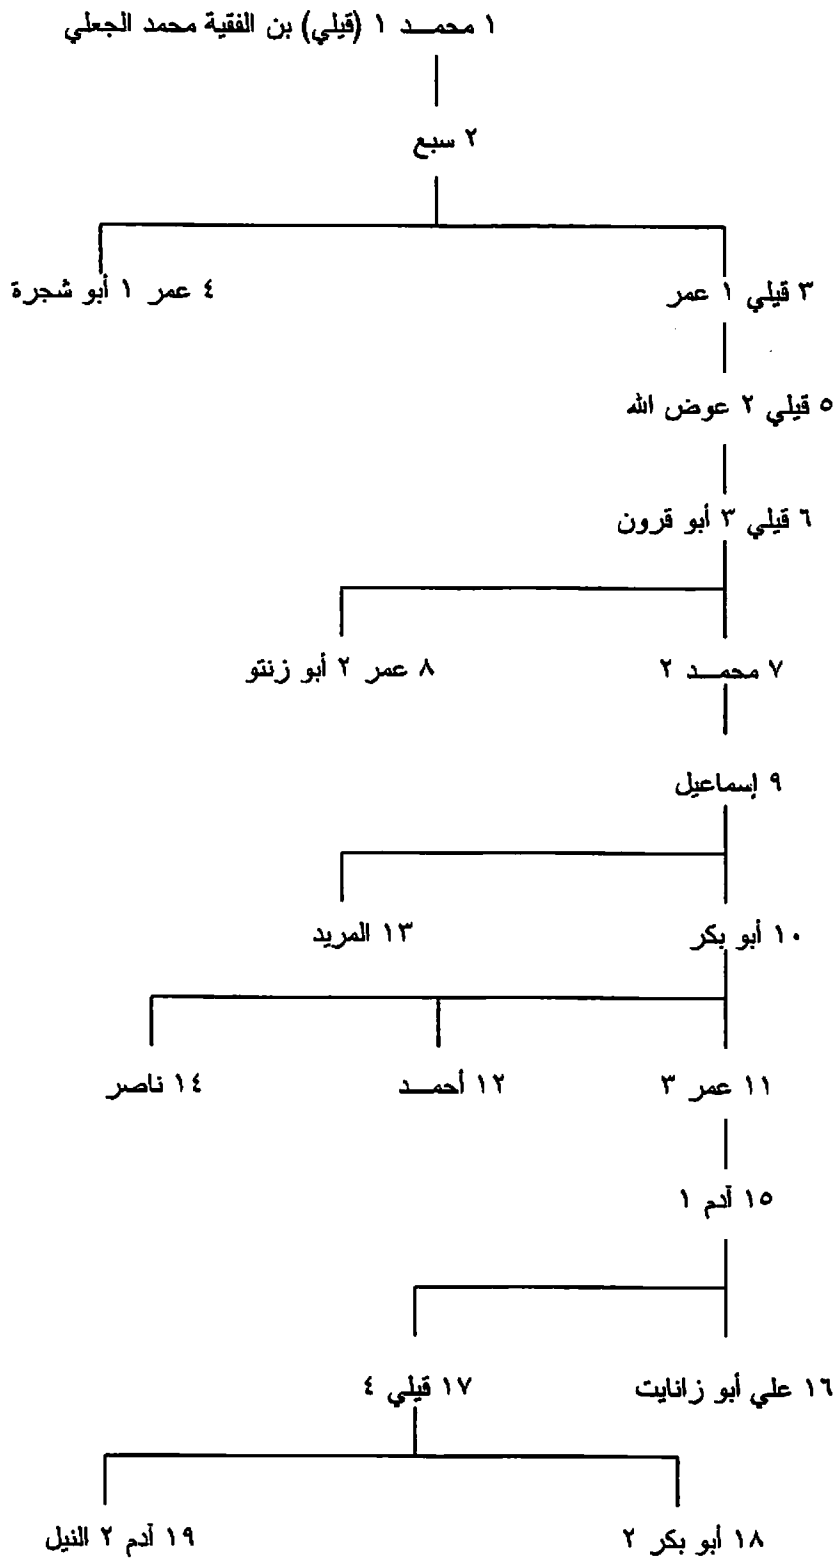 ١ محمـــد ١ (قيلي) بن الفقية محمد الجعلي
٢ سبع
٣ قيلي ١ عمر
٤ عمر ١ أبو شجرة
٥ قيلي ٢ عوض الله
٦ قيلي ٣ أبو قرون
٧ محمـــد ٢
٨ عمر ٢ أبو زنتو
٩ إسماعيل
١٠ أبو بكر
١٣ المريد
١١ عمر ٣
١٢ أحمـــد
١٤ ناصر
١٥ آدم ١
١٦ علي أبو زانايت
١٧ قيلي ٤
١٨ أبو بكر ٢
١٩ آدم ٢ النيل